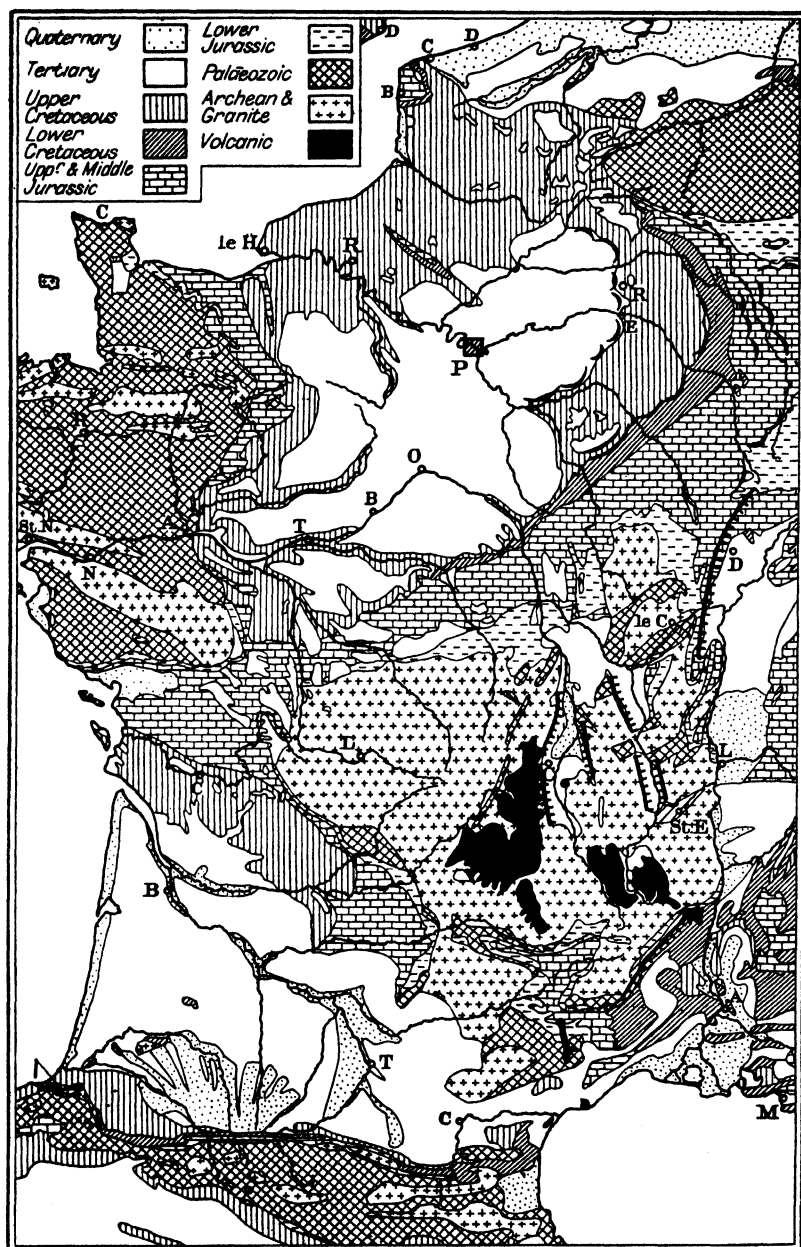 Quaternary
Tertiary
Upper
Cretaceous
Lower
Cretaceous
Uppr & Middle
Jurassic
Lower
Jurassic
Palæozoic
Archean &
Granite
Volcanic
D
C
D
B
C
le H.
R
C
R
E
P
R
O
B
A
T
St.N.
N
D
le C.
L
L
C
St.E
B
A
T
C
M